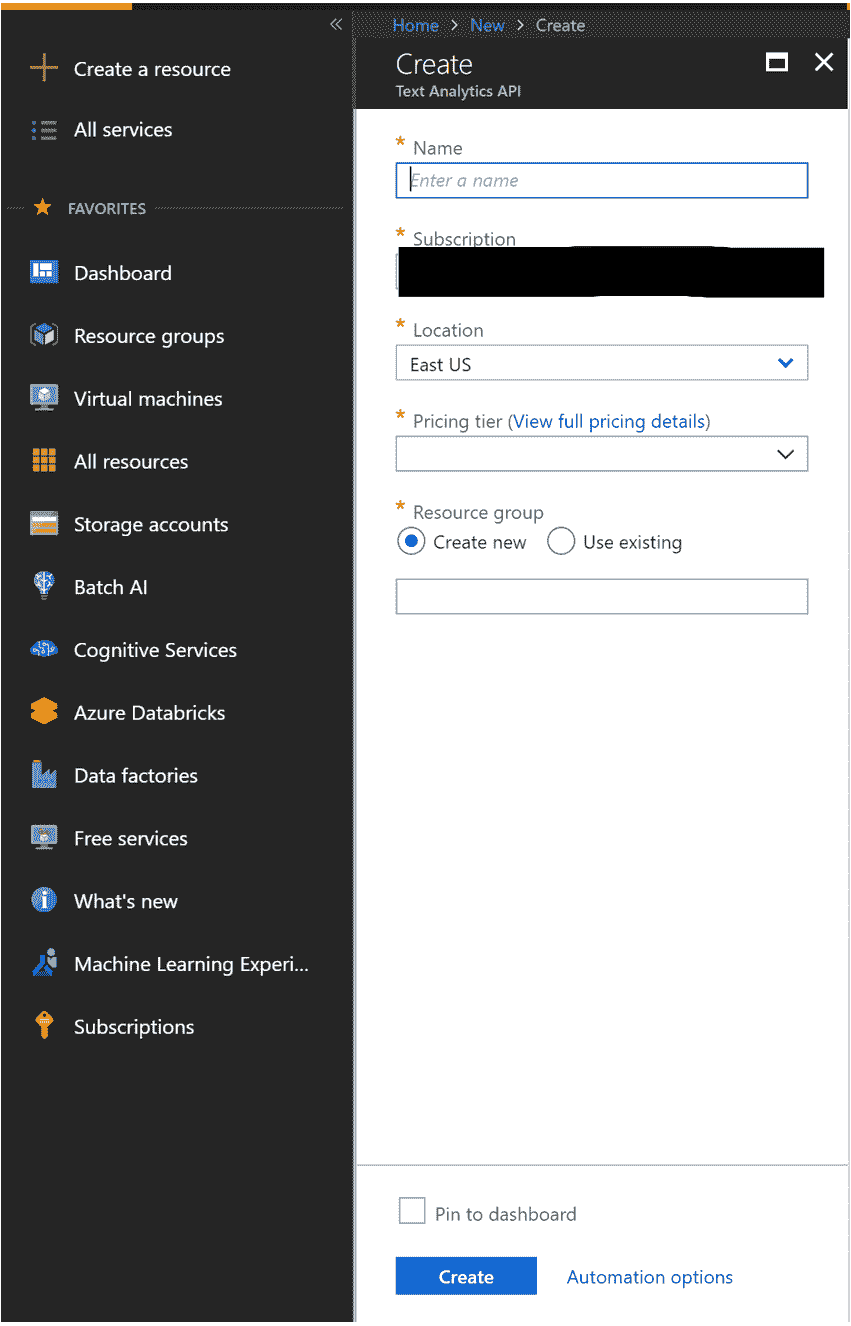 Create a resource
All services
FAVORITES
Dashboard
Resource groups
Virtual machines
All resources
Storage accounts
Batch AI
Cognitive Services
Azure Databricks
Data factories
Free services
What's new
Machine Learning Experi...
Subscriptions
Home > New > Create
Create
Text Analytics API
* Name
Enter a name
* Subscription
* Location
East US
* Pricing tier (View full pricing details)
* Resource group
Create new Use existing
Pin to dashboard
Create Automation options